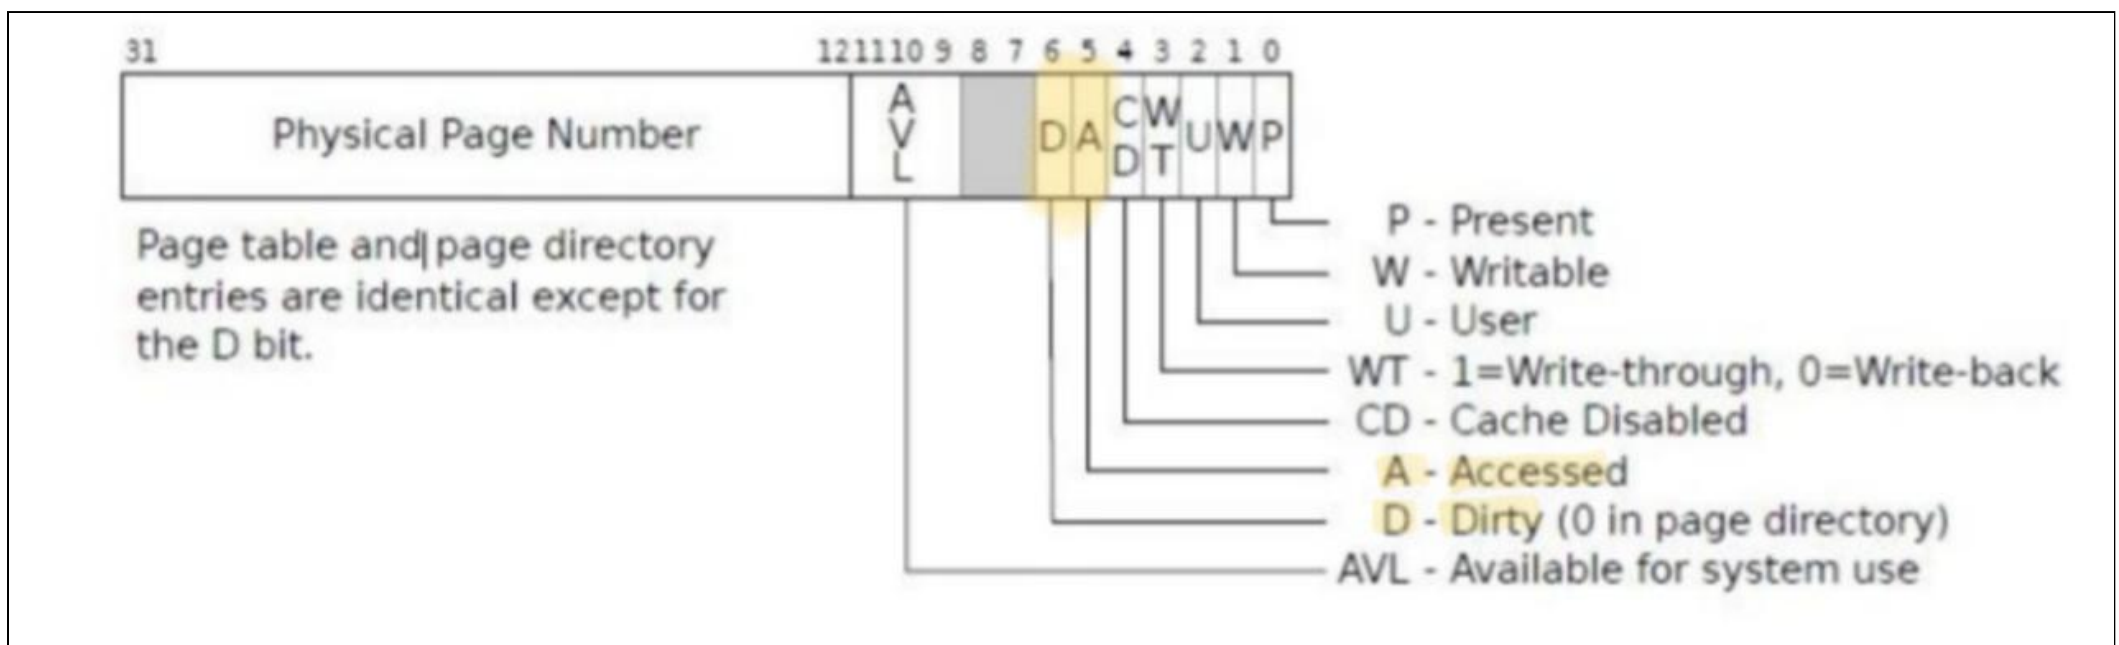 31 12 11 10 9 8 7 6 5 4 3 2 1 0
Physical Page Number
A
V
L
D
A
C
D
W
T
U
W
P
Page table and page directory
entries are identical except for
the D bit.
P - Present
W - Writable
U - User
WT - 1=Write-through, 0=Write-back
CD - Cache Disabled
A - Accessed
D - Dirty (0 in page directory)
AVL - Available for system use